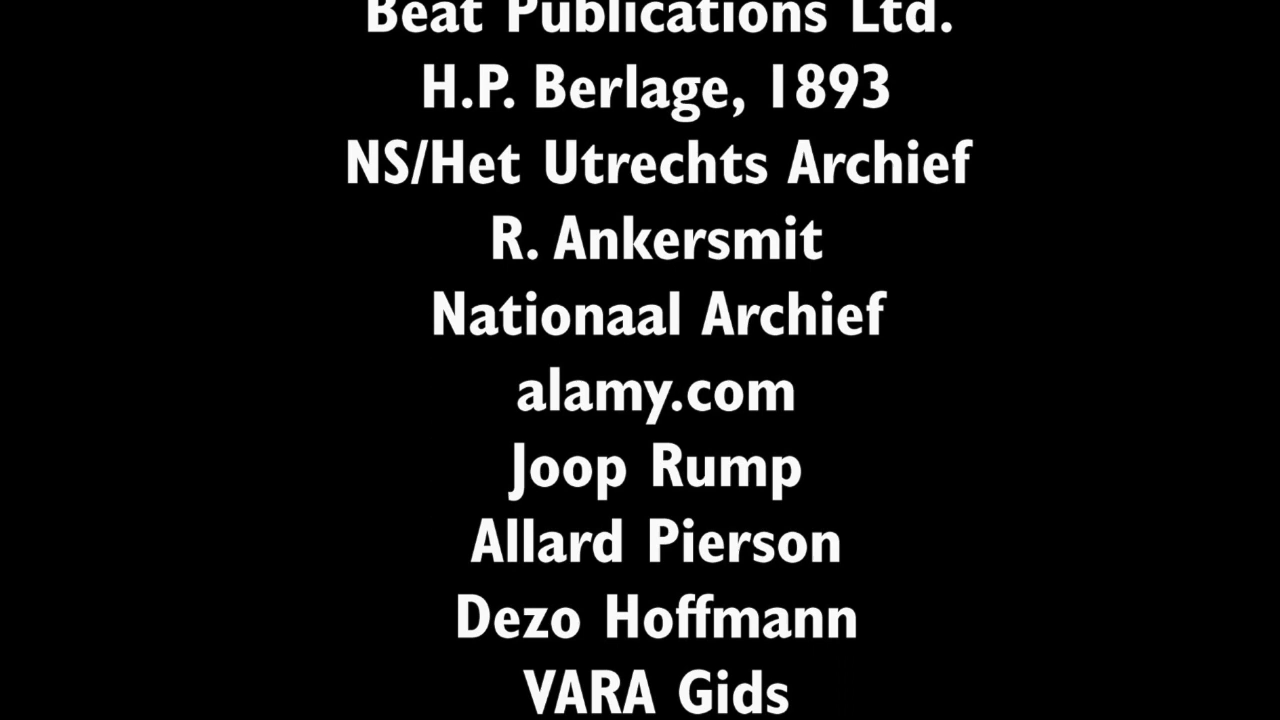 Beat Publications Ltd.
H.P. Berlage, 1893
NS/Het Utrechts Archief
R. Ankersmit
Nationaal Archief
alamy.com
Joop Rump
Allard Pierson
Dezo Hoffmann
VARA Gids